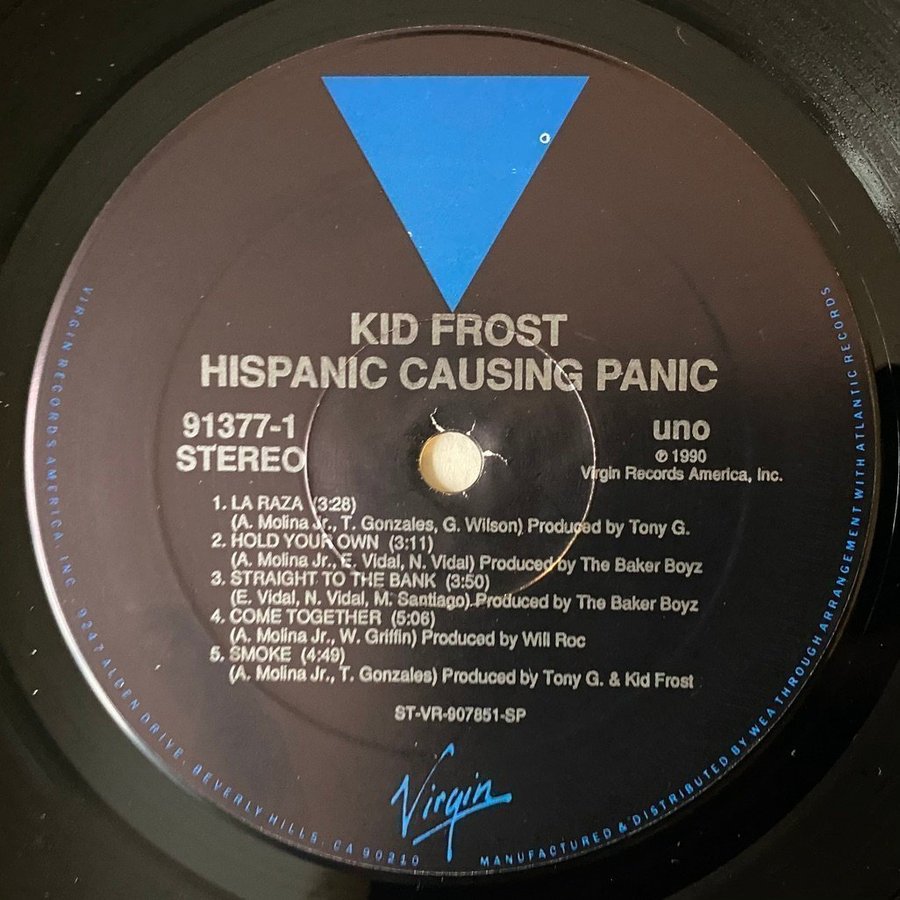 KID FROST
HISPANIC CAUSING PANIC
91377-1
STEREO
uno
℗ 1990
Virgin Records America, Inc.
1. LA RAZA (3:28)
(A. Molina Jr., T. Gonzales, G. Wilson) Produced by Tony G.
2. HOLD YOUR OWN (3:11)
(A. Molina Jr., E. Vidal, N. Vidal) Produced by The Baker Boyz
3. STRAIGHT TO THE BANK (3:50)
(E. Vidal, N. Vidal, M. Santiago) Produced by The Baker Boyz
4. COME TOGETHER (5:06)
(A. Molina Jr., W. Griffin) Produced by Will Roc
5. SMOKE (4:49)
(A. Molina Jr., T. Gonzales) Produced by Tony G. & Kid Frost
ST-VR-907851-SP
Virgin
VIRGIN RECORDS AMERICA, INC. 9247 ALDEN DRIVE, BEVERLY HILLS, CA 90210
MANUFACTURED & DISTRIBUTED BY WEA THROUGH ARRANGEMENT WITH ATLANTIC RECORDS